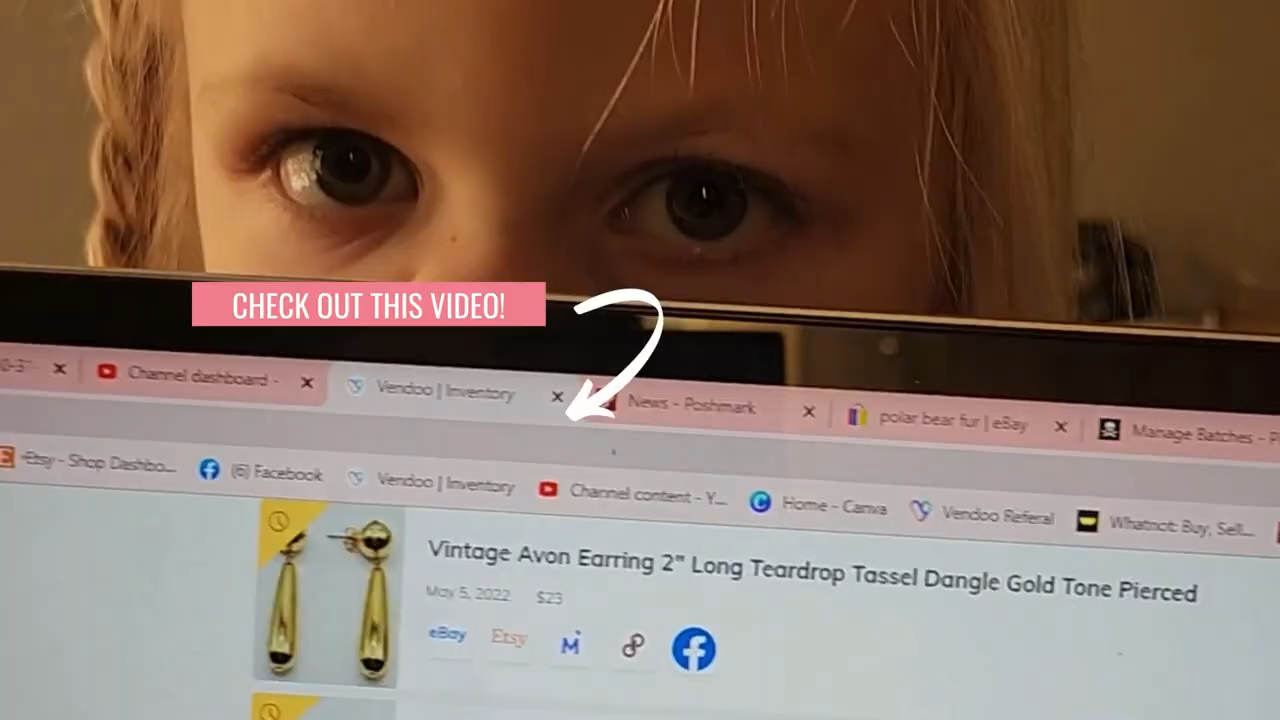 CHECK OUT THIS VIDEO!
Channel dashboard - Vendoo | Inventory News - Poshmark polar bear fur | eBay Manage Batches - P
Etsy - Shop Dashbo... (6) Facebook Vendoo | Inventory Channel content - Y... Home - Canva Vendoo Referal Whatnot: Buy, Sell...
Vintage Avon Earring 2" Long Teardrop Tassel Dangle Gold Tone Pierced
May 5, 2022 $23
eBay Etsy